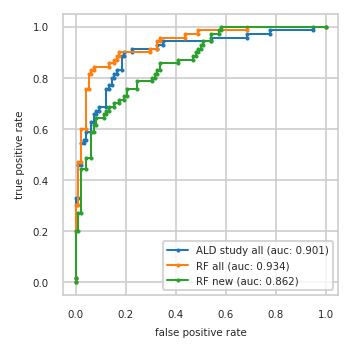 1.0
0.8
0.6
0.4
0.2
0.0
true positive rate
ALD study all (auc: 0.901)
RF all (auc: 0.934)
RF new (auc: 0.862)
0.0 0.2 0.4 0.6 0.8 1.0
false positive rate